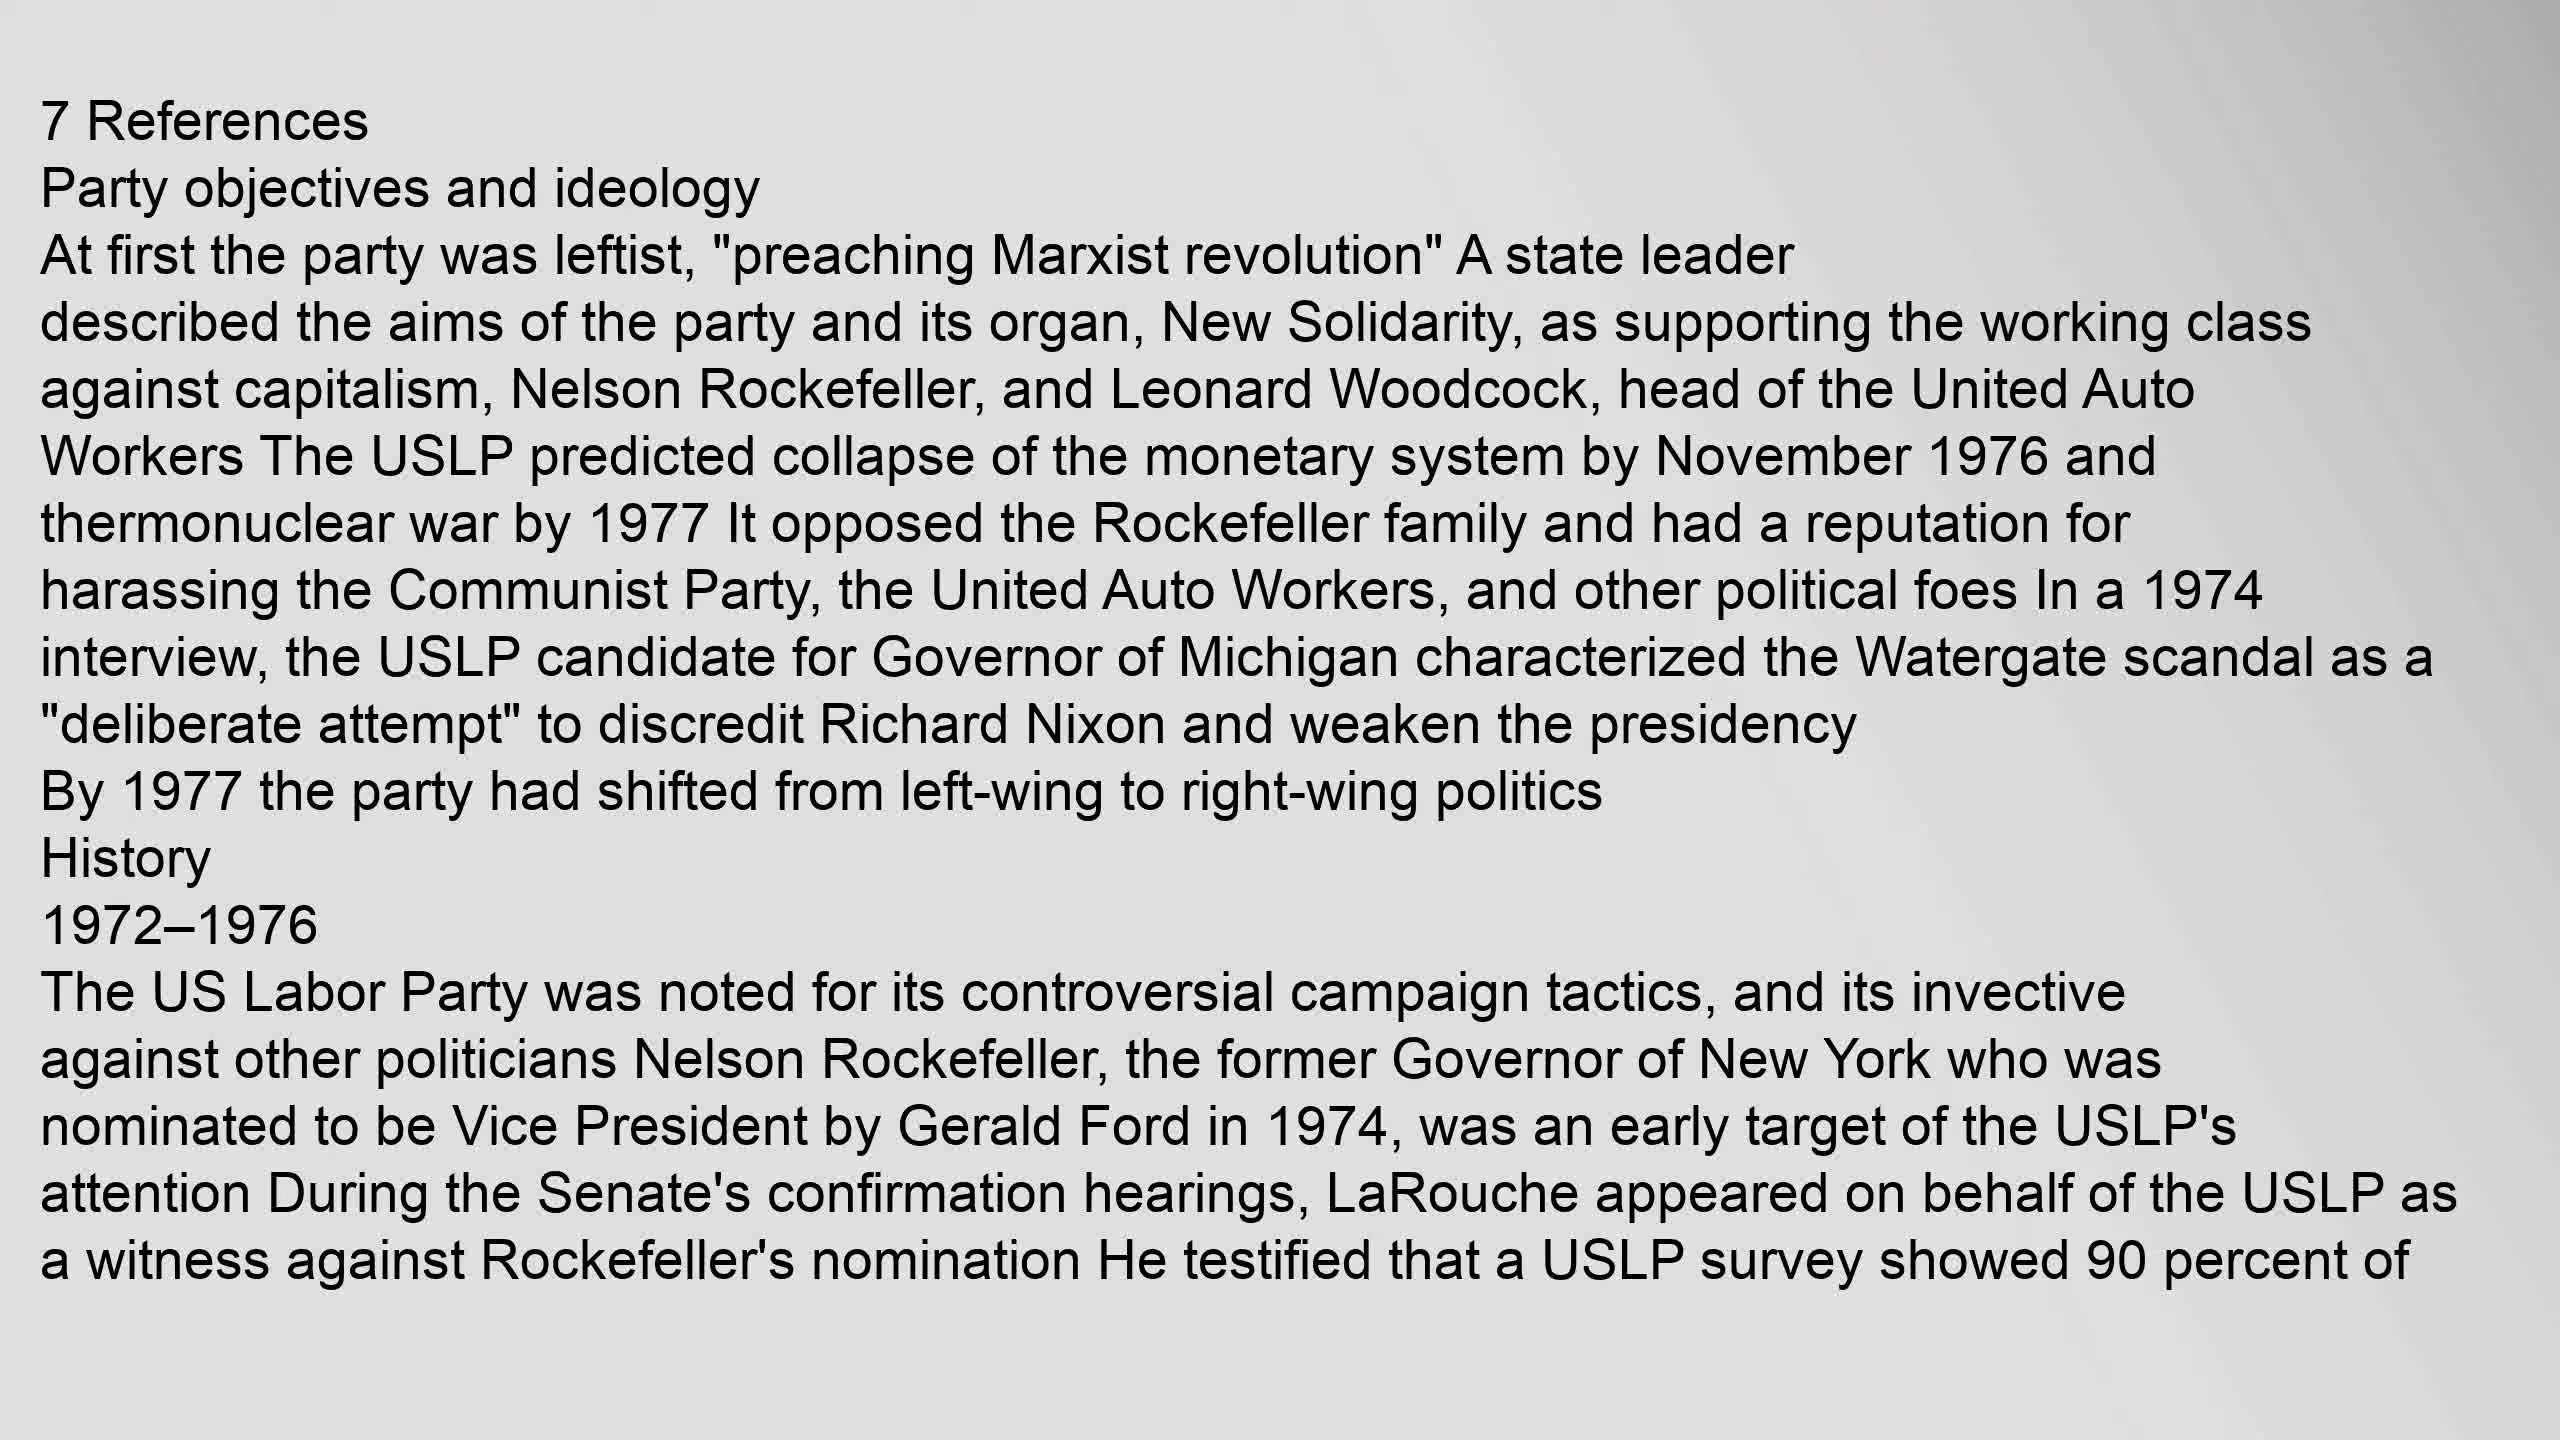 7 References
Party objectives and ideology
At first the party was leftist, "preaching Marxist revolution" A state leader
described the aims of the party and its organ, New Solidarity, as supporting the working class
against capitalism, Nelson Rockefeller, and Leonard Woodcock, head of the United Auto
Workers The USLP predicted collapse of the monetary system by November 1976 and
thermonuclear war by 1977 It opposed the Rockefeller family and had a reputation for
harassing the Communist Party, the United Auto Workers, and other political foes In a 1974
interview, the USLP candidate for Governor of Michigan characterized the Watergate scandal as a
"deliberate attempt" to discredit Richard Nixon and weaken the presidency
By 1977 the party had shifted from left-wing to right-wing politics
History
1972–1976
The US Labor Party was noted for its controversial campaign tactics, and its invective
against other politicians Nelson Rockefeller, the former Governor of New York who was
nominated to be Vice President by Gerald Ford in 1974, was an early target of the USLP's
attention During the Senate's confirmation hearings, LaRouche appeared on behalf of the USLP as
a witness against Rockefeller's nomination He testified that a USLP survey showed 90 percent of